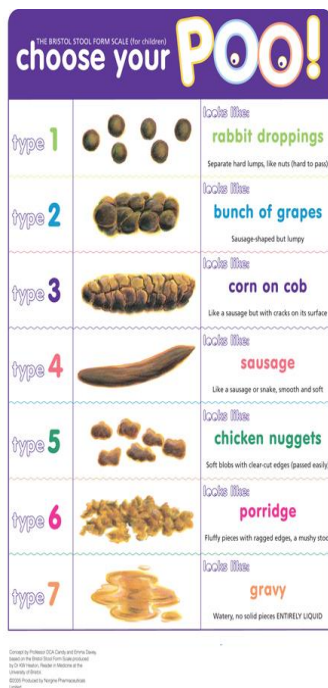 THE BRISTOL STOOL FORM SCALE (for children)
choose your
POO!
type 1
looks like:
rabbit droppings
Separate hard lumps, like nuts (hard to pass)
type 2
looks like:
bunch of grapes
Sausage-shaped but lumpy
type 3
looks like:
corn on cob
Like a sausage but with cracks on its surface
type 4
looks like:
sausage
Like a sausage or snake, smooth and soft
type 5
looks like:
chicken nuggets
Soft blobs with clear-cut edges (passed easily
type 6
looks like:
porridge
Fluffy pieces with ragged edges, a mushy stoo
type 7
looks like:
gravy
Watery, no solid pieces ENTIRELY LIQUID
Concept by Professor DCA Candy and Emma Davey,
based on the Bristol Stool Form Scale produced
by Dr KW Heaton, Reader in Medicine at the
University of Bristol.
©2005 Produced by Norgine Pharmaceuticals
Limited.